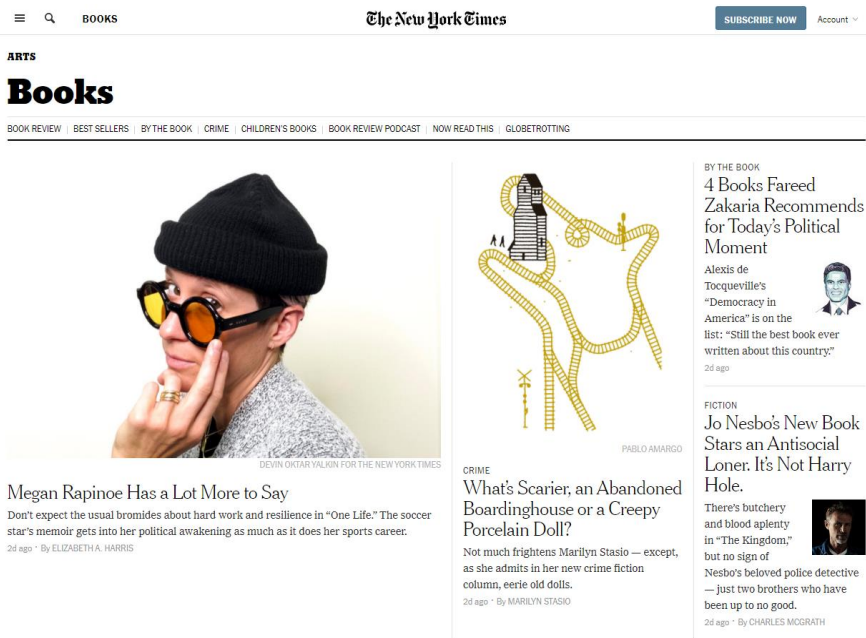 BOOKS
The New York Times
SUBSCRIBE NOW
Account
ARTS
Books
BOOK REVIEW
BEST SELLERS
BY THE BOOK
CRIME
CHILDREN'S BOOKS
BOOK REVIEW PODCAST
NOW READ THIS
GLOBETROTTING
DEVIN OKTAR YALKIN FOR THE NEW YORK TIMES
Megan Rapinoe Has a Lot More to Say
Don't expect the usual bromides about hard work and resilience in “One Life.” The soccer
star's memoir gets into her political awakening as much as it does her sports career.
2d ago · By ELIZABETH A. HARRIS
PABLO AMARGO
CRIME
What's Scarier, an Abandoned
Boardinghouse or a Creepy
Porcelain Doll?
Not much frightens Marilyn Stasio — except,
as she admits in her new crime fiction
column, eerie old dolls.
2d ago · By MARILYN STASIO
BY THE BOOK
4 Books Fareed
Zakaria Recommends
for Today's Political
Moment
Alexis de
Tocqueville's
“Democracy in
America” is on the
list: “Still the best book ever
written about this country.”
2d ago
FICTION
Jo Nesbo's New Book
Stars an Antisocial
Loner. It's Not Harry
Hole.
There's butchery
and blood aplenty
in “The Kingdom,”
but no sign of
Nesbo's beloved police detective
— just two brothers who have
been up to no good.
2d ago · By CHARLES MCGRATH